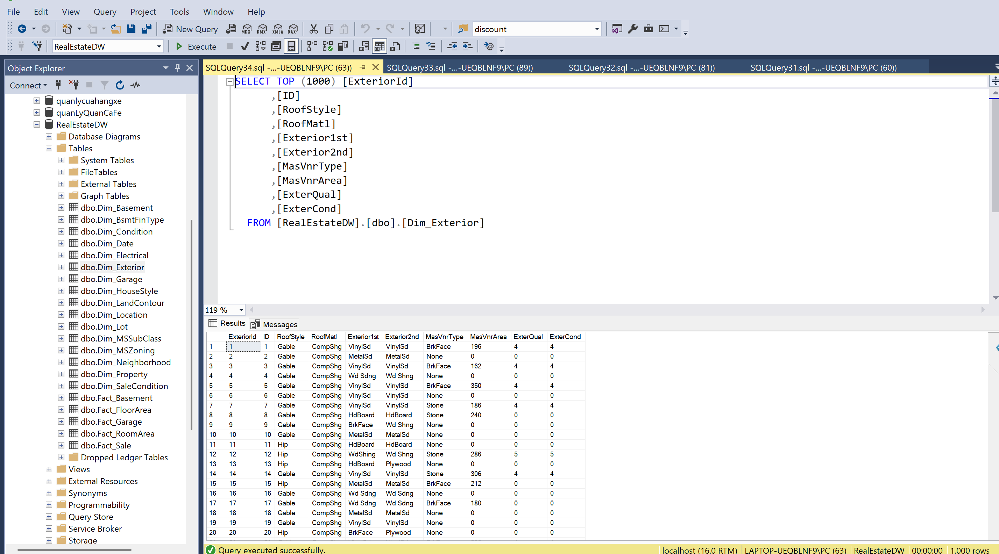 File Edit View Query Project Tools Window Help
New Query MDX DMX XMLA DAX discount
RealEstateDW Execute
Object Explorer
Connect
quanlycuahangxe
quanLyQuanCaFe
RealEstateDW
Database Diagrams
Tables
System Tables
FileTables
External Tables
Graph Tables
dbo.Dim_Basement
dbo.Dim_BsmtFinType
dbo.Dim_Condition
dbo.Dim_Date
dbo.Dim_Electrical
dbo.Dim_Exterior
dbo.Dim_Garage
dbo.Dim_HouseStyle
dbo.Dim_LandContour
dbo.Dim_Location
dbo.Dim_Lot
dbo.Dim_MSSubClass
dbo.Dim_MSZoning
dbo.Dim_Neighborhood
dbo.Dim_Property
dbo.Dim_SaleCondition
dbo.Fact_Basement
dbo.Fact_FloorArea
dbo.Fact_Garage
dbo.Fact_RoomArea
dbo.Fact_Sale
Dropped Ledger Tables
Views
External Resources
Synonyms
Programmability
Query Store
Service Broker
Storage
SQLQuery34.sql -...-UEQBLNF9\PC (63)) SQLQuery33.sql -...-UEQBLNF9\PC (89)) SQLQuery32.sql -...-UEQBLNF9\PC (81)) SQLQuery31.sql -...-UEQBLNF9\PC (60))
SELECT TOP (1000) [ExteriorId]
,[ID]
,[RoofStyle]
,[RoofMatl]
,[Exterior1st]
,[Exterior2nd]
,[MasVnrType]
,[MasVnrArea]
,[ExterQual]
,[ExterCond]
FROM [RealEstateDW].[dbo].[Dim_Exterior]
119 %
Results Messages
ExteriorId ID RoofStyle RoofMatl Exterior1st Exterior2nd MasVnrType MasVnrArea ExterQual ExterCond
1 1 1 Gable CompShg VinylSd VinylSd BrkFace 196 4 4
2 2 2 Gable CompShg MetalSd MetalSd None 0 0 0
3 3 3 Gable CompShg VinylSd VinylSd BrkFace 162 4 4
4 4 4 Gable CompShg Wd Sdng Wd Shng None 0 0 0
5 5 5 Gable CompShg VinylSd VinylSd BrkFace 350 4 4
6 6 6 Gable CompShg VinylSd VinylSd None 0 0 0
7 7 7 Gable CompShg VinylSd VinylSd Stone 186 4 4
8 8 8 Gable CompShg HdBoard HdBoard Stone 240 0 0
9 9 9 Gable CompShg BrkFace Wd Shng None 0 0 0
10 10 10 Gable CompShg MetalSd MetalSd None 0 0 0
11 11 11 Hip CompShg HdBoard HdBoard None 0 0 0
12 12 12 Hip CompShg WdShing Wd Shng Stone 286 5 5
13 13 13 Hip CompShg HdBoard Plywood None 0 0 0
14 14 14 Gable CompShg VinylSd VinylSd Stone 306 4 4
15 15 15 Hip CompShg MetalSd MetalSd BrkFace 212 0 0
16 16 16 Gable CompShg Wd Sdng Wd Sdng None 0 0 0
17 17 17 Gable CompShg Wd Sdng Wd Sdng BrkFace 180 0 0
18 18 18 Gable CompShg MetalSd MetalSd None 0 0 0
19 19 19 Gable CompShg VinylSd VinylSd None 0 0 0
20 20 20 Hip CompShg BrkFace Plywood None 0 0 0
Query executed successfully. localhost (16.0 RTM) LAPTOP-UEQBLNF9\PC (63) RealEstateDW 00:00:00 1,000 rows